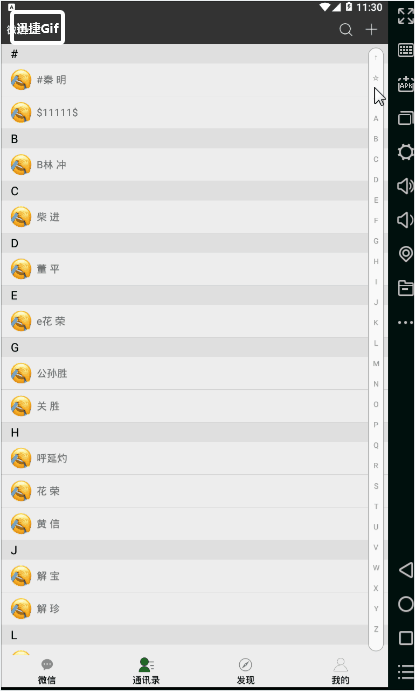 11:30
迅捷Gif
#
#秦 明
$11111$
B
B林 冲
C
柴 进
D
董 平
E
e花 荣
G
公孙胜
关 胜
H
呼延灼
花 荣
黄 信
J
解 宝
解 珍
L
↑
☆
A
B
C
D
E
F
G
H
I
J
K
L
M
N
O
P
Q
R
S
T
U
V
W
X
Y
Z
APK
微信
通讯录
发现
我的